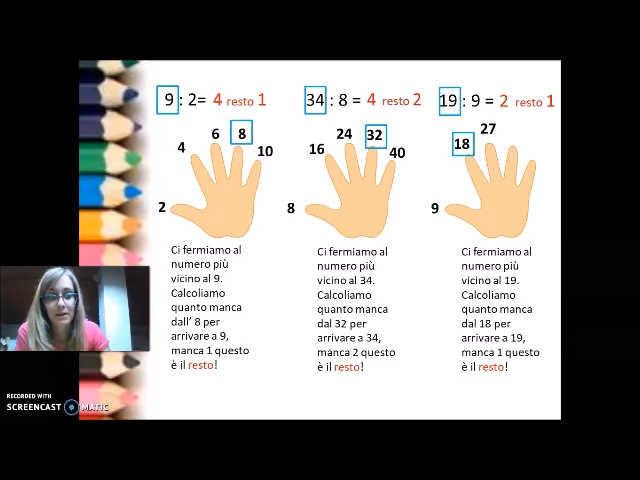 9 : 2= 4 resto 1
4
6
8
10
2
Ci fermiamo al
numero più
vicino al 9.
Calcoliamo
quanto manca
dall' 8 per
arrivare a 9,
manca 1 questo
è il resto!
34 : 8 = 4 resto 2
16
24
32
40
8
Ci fermiamo al
numero più
vicino al 34.
Calcoliamo
quanto manca
dal 32 per
arrivare a 34,
manca 2 questo
è il resto!
19 : 9 = 2 resto 1
18
27
9
Ci fermiamo al
numero più
vicino al 19.
Calcoliamo
quanto manca
dal 18 per
arrivare a 19,
manca 1 questo
è il resto!
RECORDED WITH
SCREENCAST MATIC